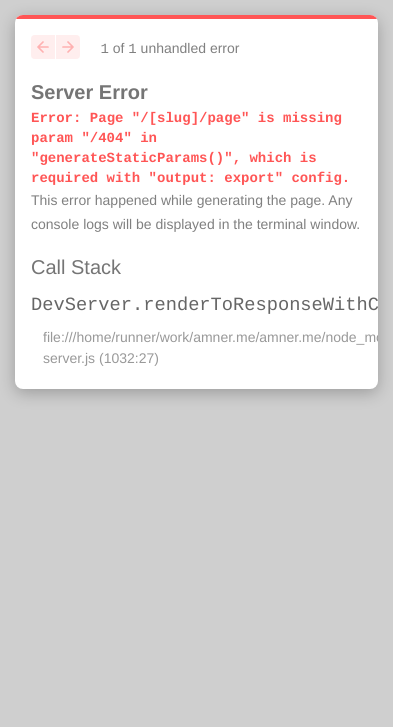 1 of 1 unhandled error
Server Error
Error: Page "/[slug]/page" is missing
param "/404" in
"generateStaticParams()", which is
required with "output: export" config.
This error happened while generating the page. Any
console logs will be displayed in the terminal window.
Call Stack
DevServer.renderToResponseWithC
file:///home/runner/work/amner.me/amner.me/node_mo
server.js (1032:27)